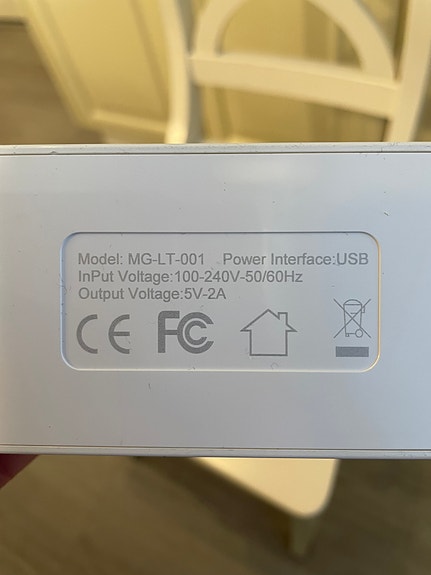 Model: MG-LT-001 Power Interface:USB
InPut Voltage:100-240V-50/60Hz
Output Voltage:5V-2A
CE FC